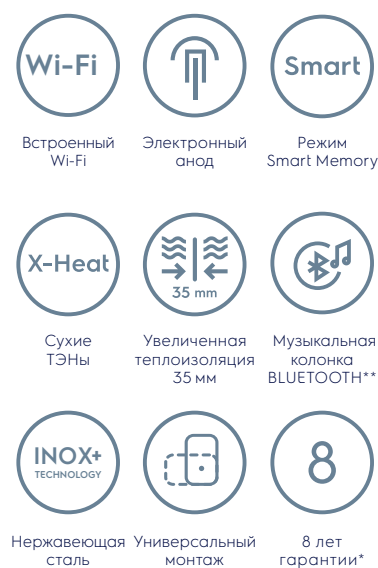 Wi-Fi
Smart
Встроенный
Wi-Fi
Электронный
анод
Режим
Smart Memory
X-Heat
35 mm
Сухие
ТЭНы
Увеличенная
теплоизоляция
35 мм
Музыкальная
колонка
BLUETOOTH**
INOX+
TECHNOLOGY
8
Нержавеющая
сталь
Универсальный
монтаж
8 лет
гарантии*